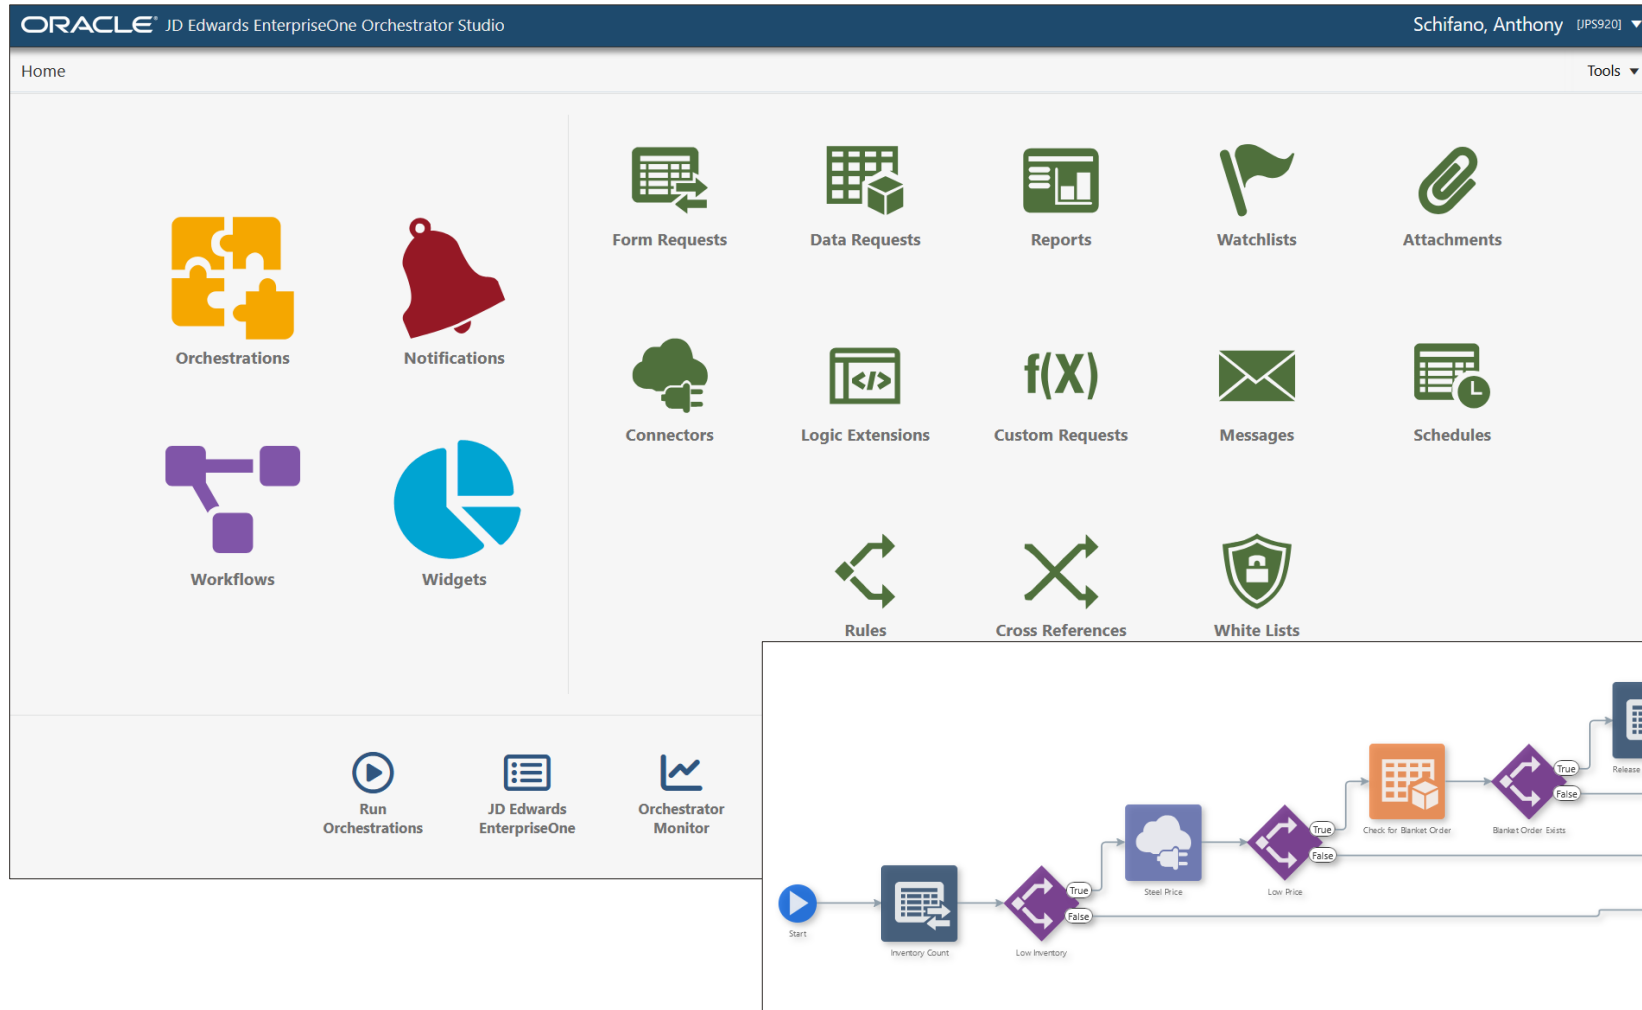 ORACLE® JD Edwards EnterpriseOne Orchestrator Studio
Schifano, Anthony [JPS920]
Home
Tools
Form Requests
Data Requests
Reports
Watchlists
Attachments
Orchestrations
Notifications
Connectors
Logic Extensions
f(X)
Custom Requests
Messages
Schedules
Workflows
Widgets
Rules
Cross References
White Lists
Run
Orchestrations
JD Edwards
EnterpriseOne
Orchestrator
Monitor
Start
Inventory Count
Low Inventory
True
False
Steel Price
Low Price
True
False
Check for Blanket Order
Blanket Order Exists
True
False
Release